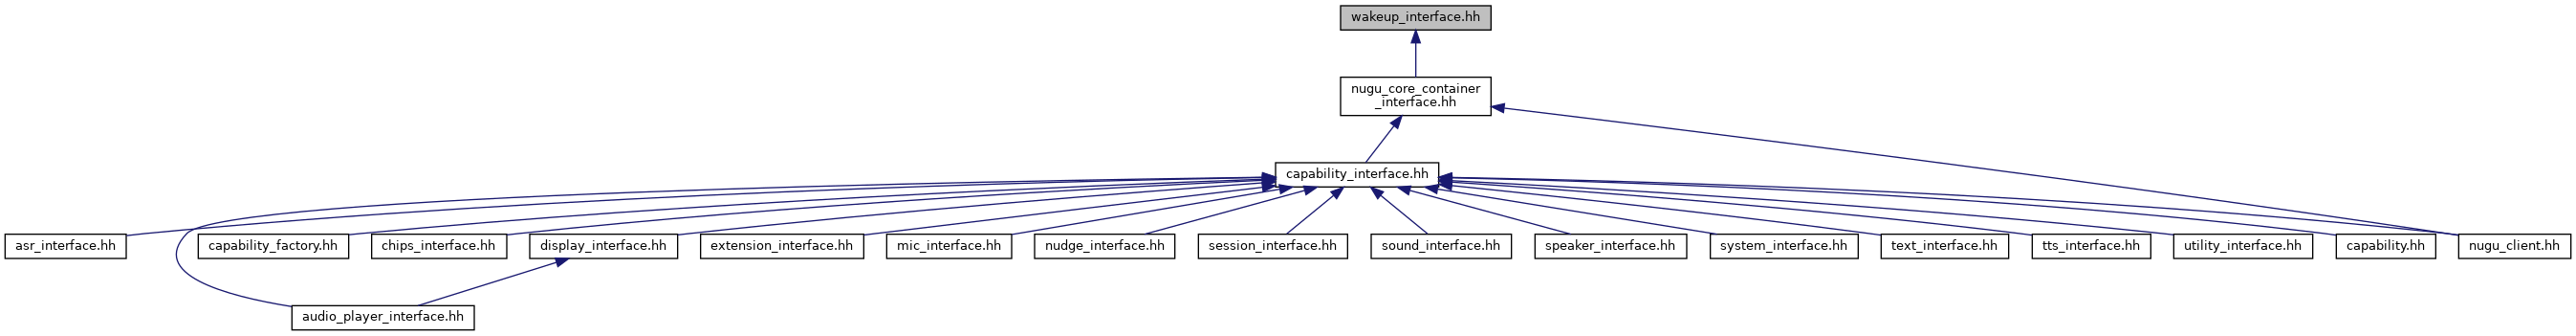 wakeup_interface.hh
nugu_core_container
_interface.hh
capability_interface.hh
asr_interface.hh
capability_factory.hh
chips_interface.hh
display_interface.hh
extension_interface.hh
mic_interface.hh
nudge_interface.hh
session_interface.hh
sound_interface.hh
speaker_interface.hh
system_interface.hh
text_interface.hh
tts_interface.hh
utility_interface.hh
capability.hh
nugu_client.hh
audio_player_interface.hh